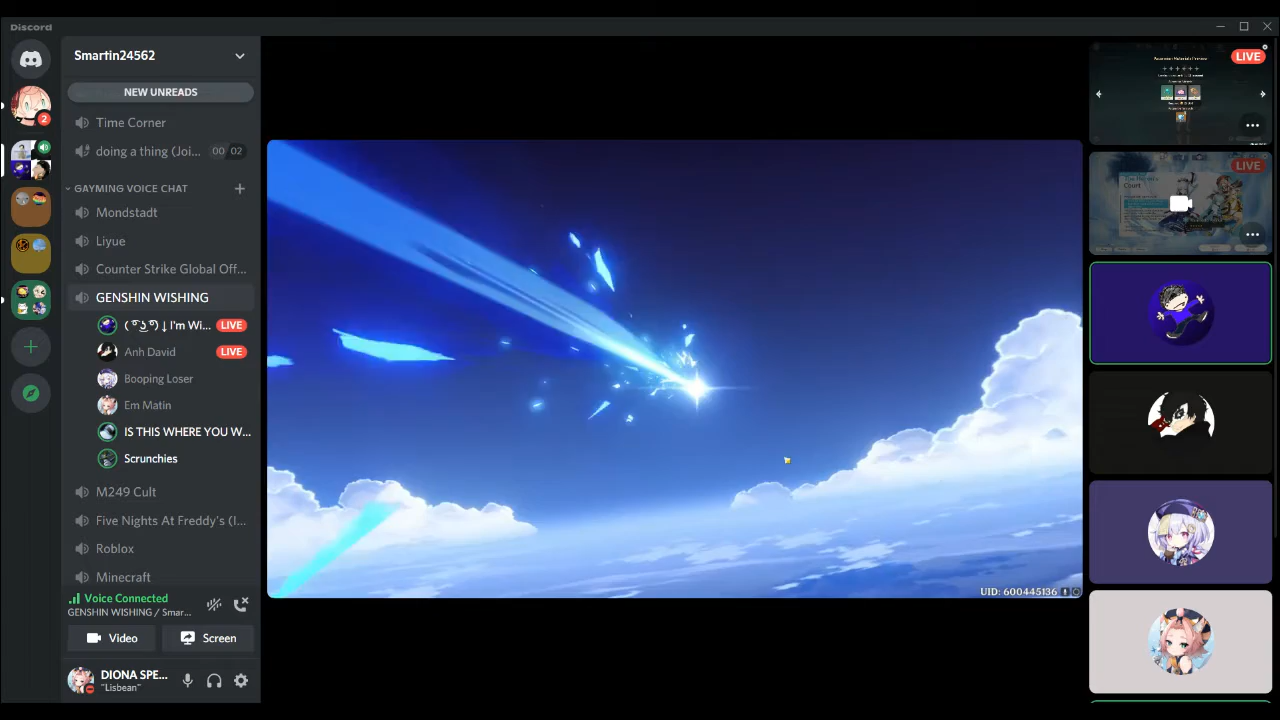 Discord
Smartin24562
NEW UNREADS
Time Corner
doing a thing (Joi...
00 02
GAYMING VOICE CHAT
Mondstadt
Liyue
Counter Strike Global Off...
GENSHIN WISHING
( ͡° ͜ʖ ͡°) ↓ I'm Wi...
LIVE
Anh David
LIVE
Booping Loser
Em Matin
IS THIS WHERE YOU W...
Scrunchies
M249 Cult
Five Nights At Freddy's (I...
Roblox
Minecraft
Voice Connected
GENSHIN WISHING / Smar...
Video
Screen
DIONA SPE...
"Lisbean"
UID: 600445136
LIVE
LIVE
Court